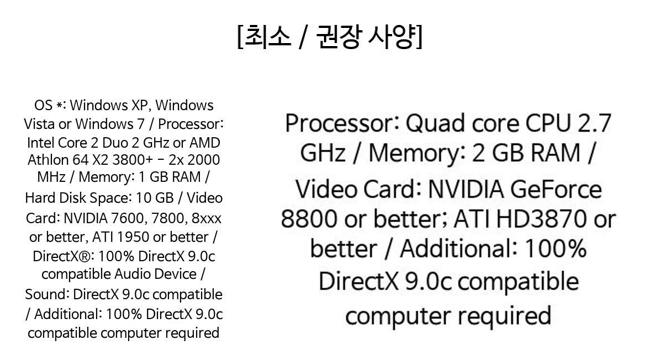 [최소 / 권장 사양]
OS *: Windows XP, Windows
Vista or Windows 7 / Processor:
Intel Core 2 Duo 2 GHz or AMD
Athlon 64 X2 3800+ - 2x 2000
MHz / Memory: 1 GB RAM /
Hard Disk Space: 10 GB / Video
Card: NVIDIA 7600, 7800, 8xxx
or better, ATI 1950 or better /
DirectX®: 100% DirectX 9.0c
compatible Audio Device /
Sound: DirectX 9.0c compatible
/ Additional: 100% DirectX 9.0c
compatible computer required
Processor: Quad core CPU 2.7
GHz / Memory: 2 GB RAM /
Video Card: NVIDIA GeForce
8800 or better; ATI HD3870 or
better / Additional: 100%
DirectX 9.0c compatible
computer required